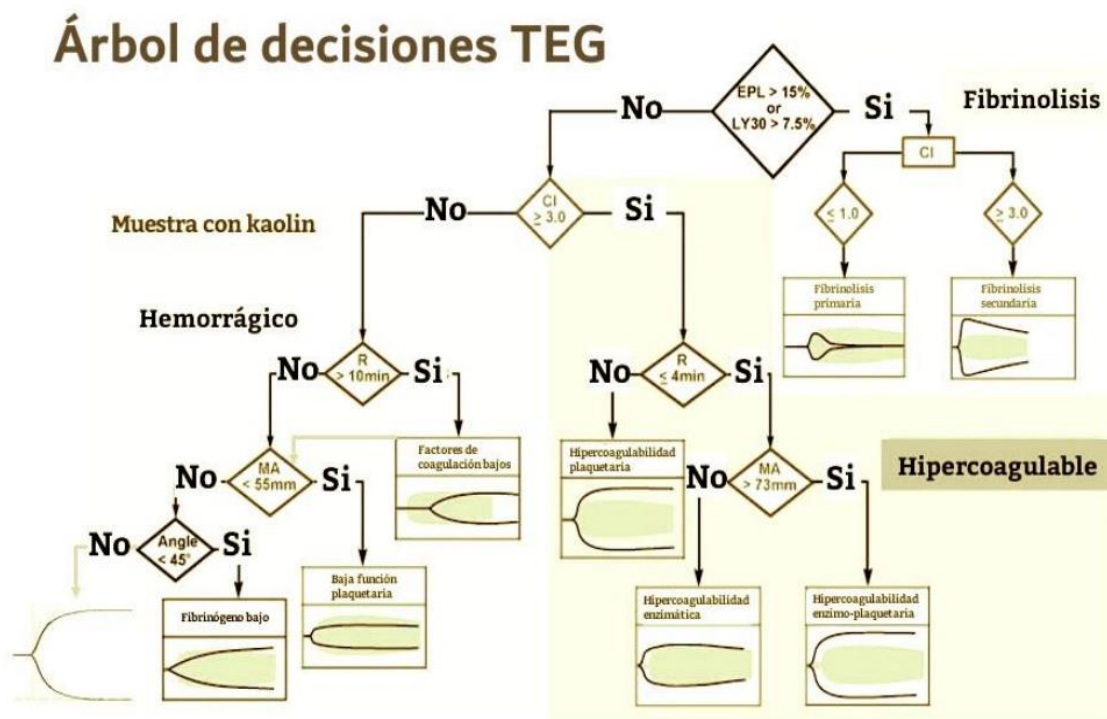 Árbol de decisiones TEG
EPL > 15%
or
LY30 > 7.5%
No
Si
Fibrinolisis
CI
CI
≥ 3.0
No
Si
≤ 1.0
≥ 3.0
Muestra con kaolin
Fibrinolisis
primaria
Fibrinolisis
secundaria
Hemorrágico
R
> 10min
No
Si
R
≤ 4min
No
Si
Factores de
coagulación bajos
Hipercoagulabilidad
plaquetaria
Hipercoagulable
MA
< 55mm
No
Si
MA
> 73mm
No
Si
Angle
< 45°
No
Si
Baja función
plaquetaria
Fibrinógeno bajo
Hipercoagulabilidad
enzimática
Hipercoagulabilidad
enzimo-plaquetaria